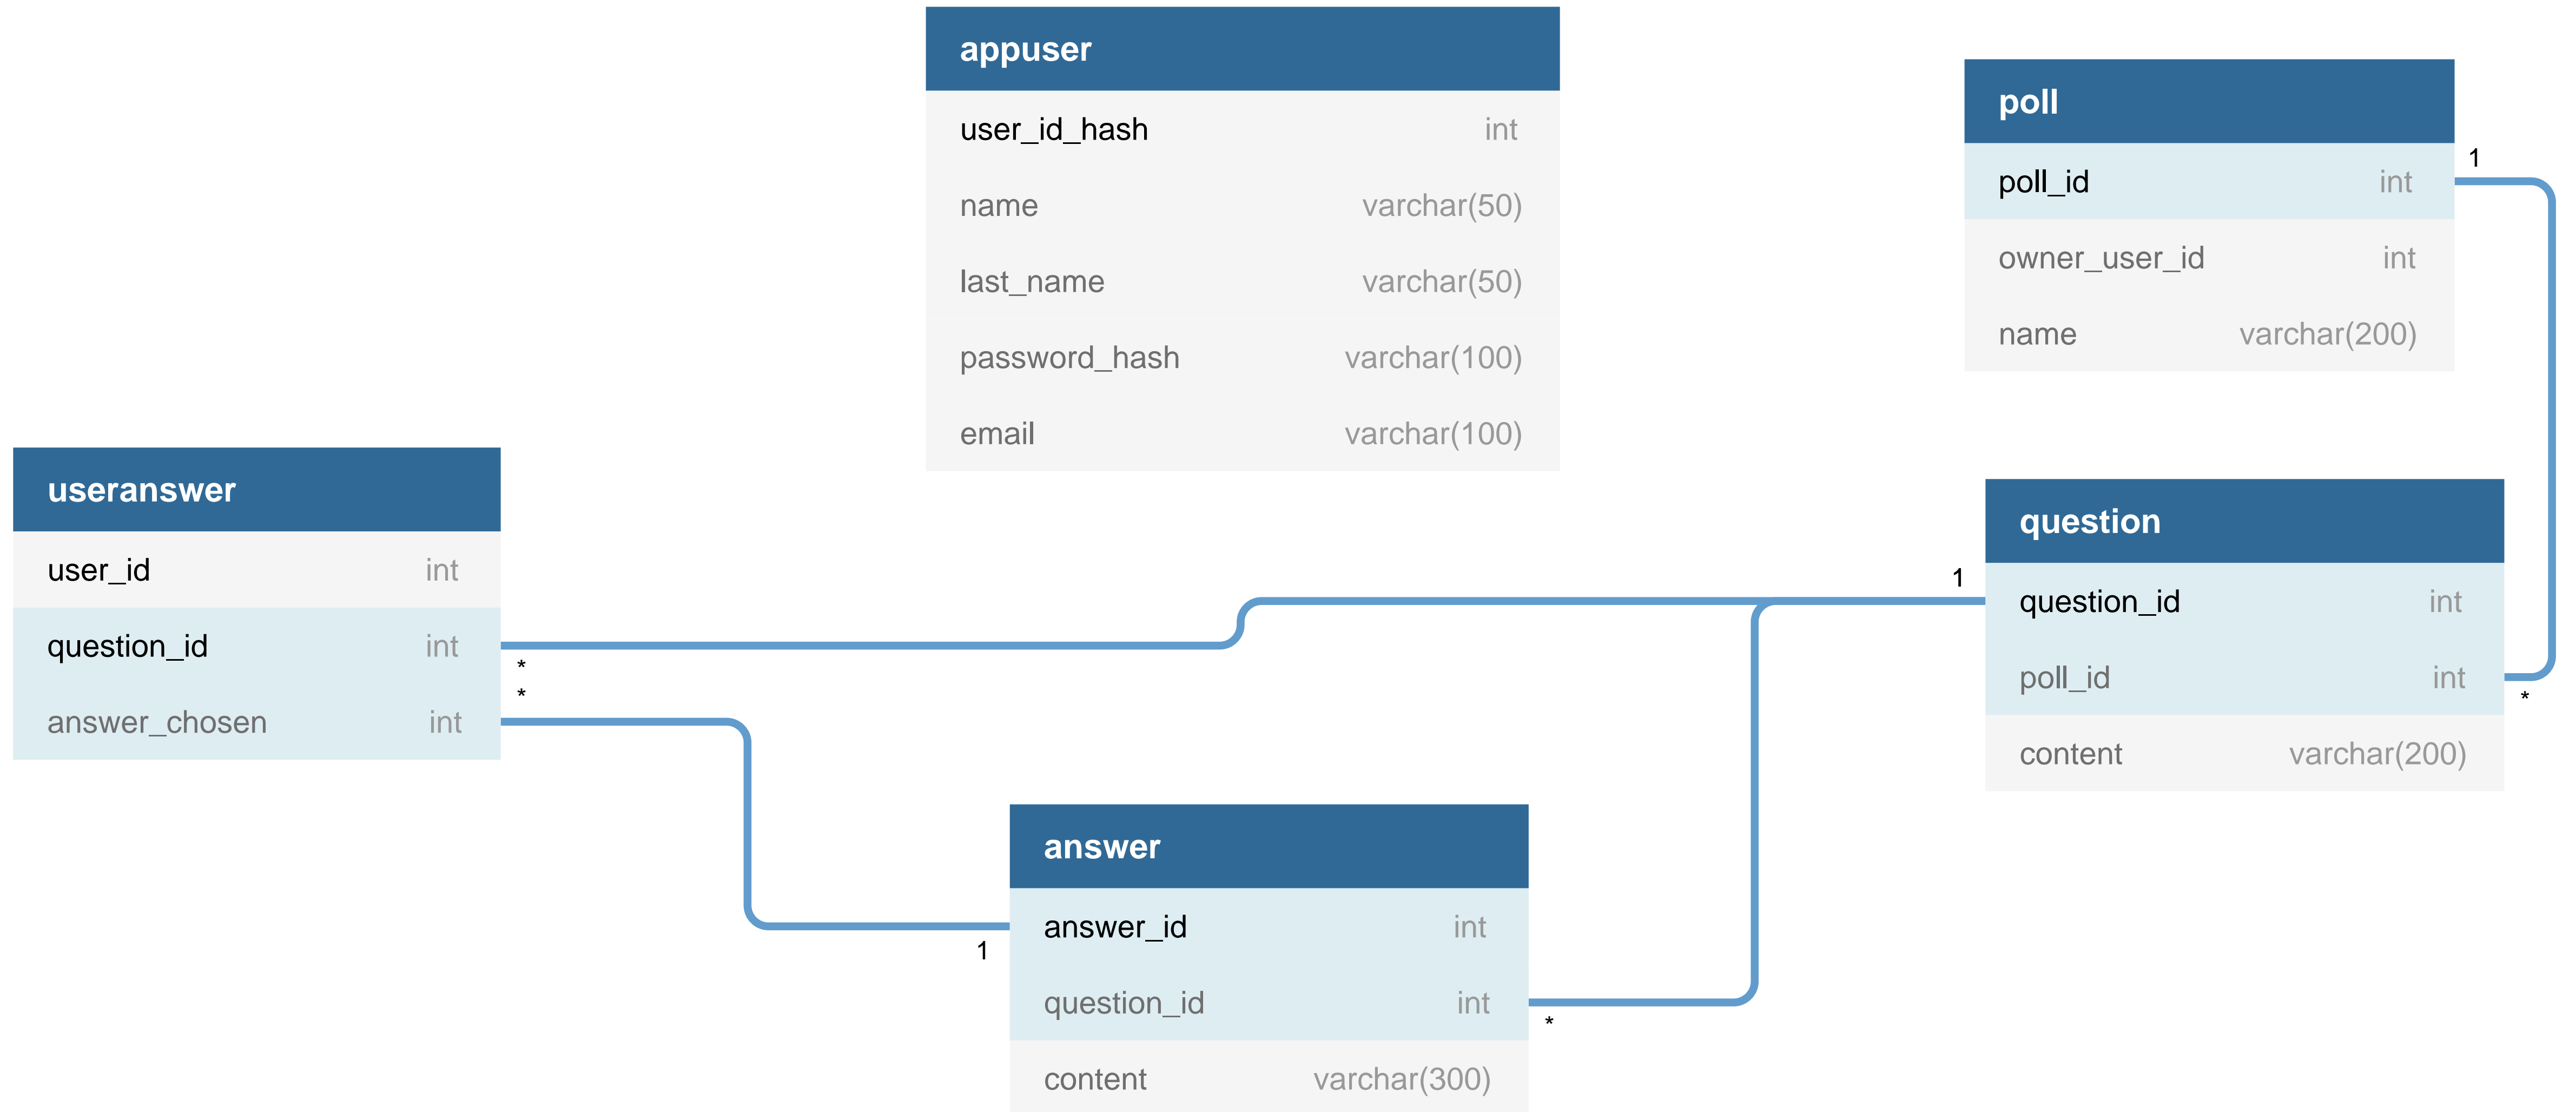 appuser
user_id_hash int
name varchar(50)
last_name varchar(50)
password_hash varchar(100)
email varchar(100)
poll
poll_id int
owner_user_id int
name varchar(200)
1
*
useranswer
user_id int
question_id int
answer_chosen int
*
*
question
question_id int
poll_id int
content varchar(200)
1
answer
answer_id int
question_id int
content varchar(300)
1
*